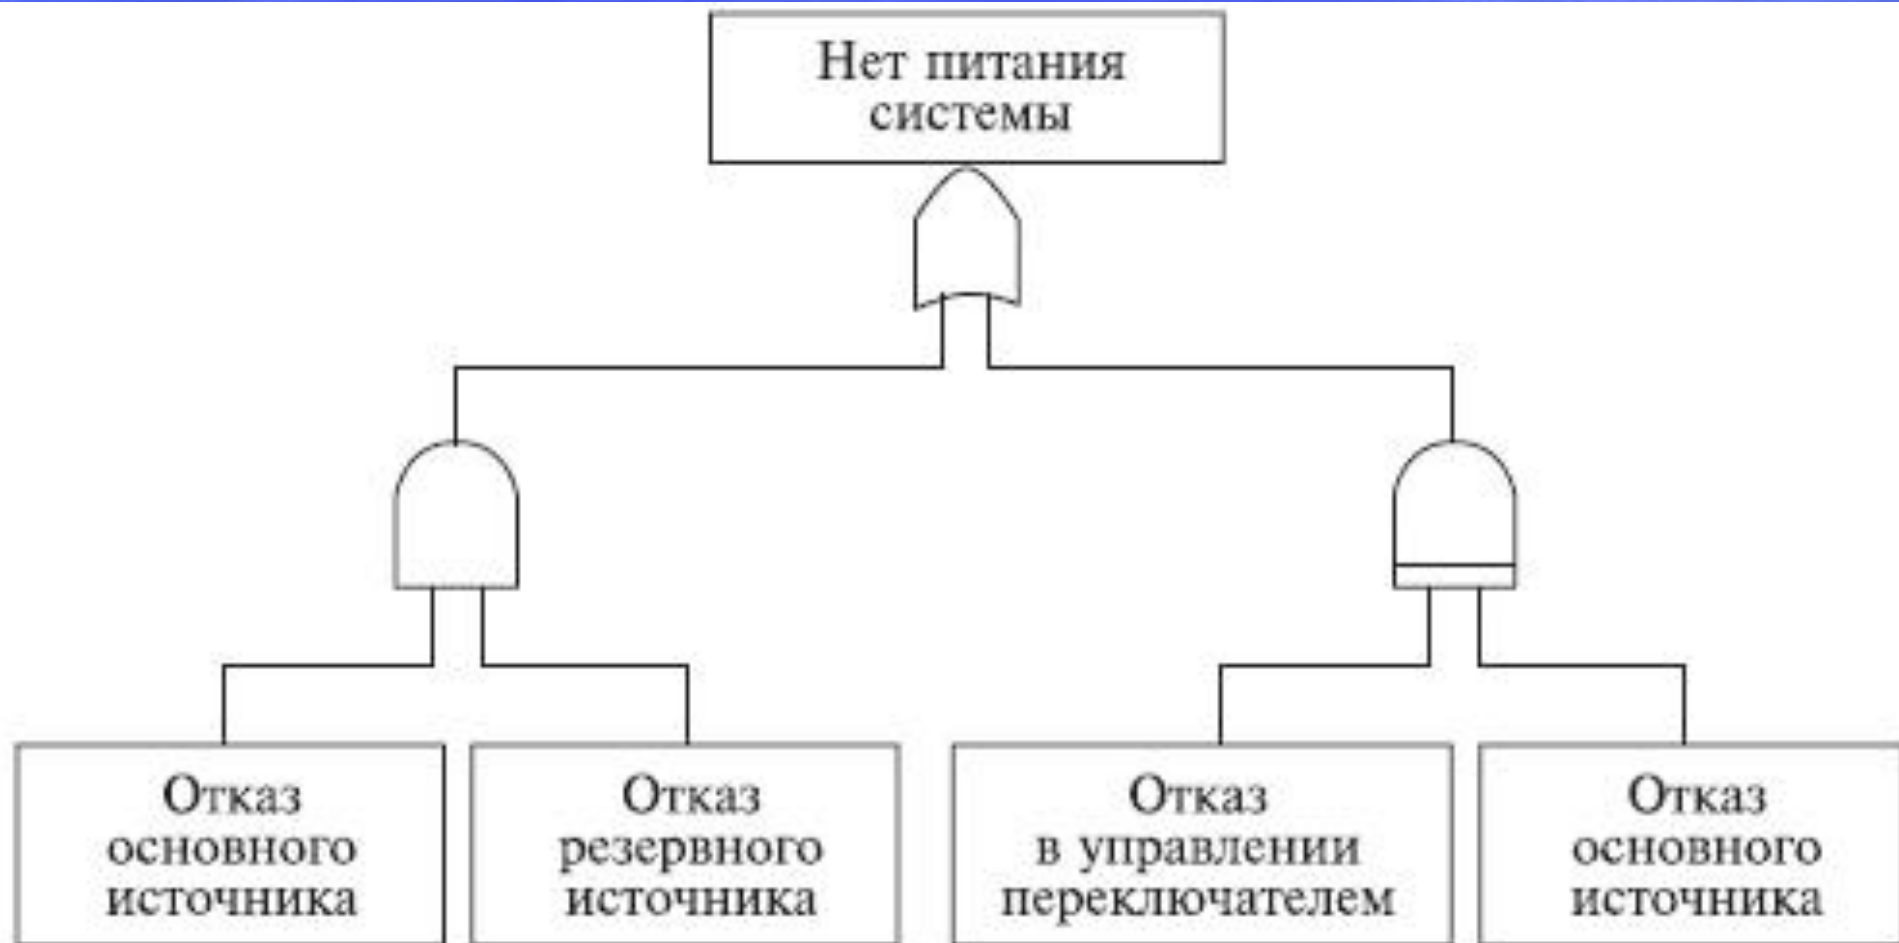 Нет питания
системы
Отказ
основного
источника
Отказ
резервного
источника
Отказ
в управлении
переключателем
Отказ
основного
источника